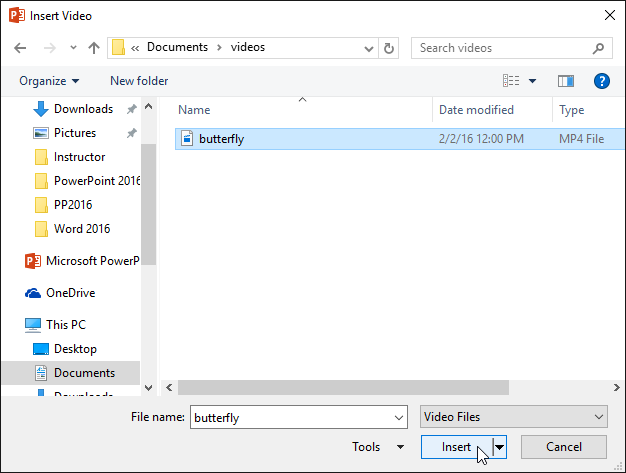 Insert Video
« Documents > videos
Search videos
Organize
New folder
Name
Date modified
Type
Downloads
butterfly
2/2/16 12:00 PM
MP4 File
Pictures
Instructor
PowerPoint 2016
PP2016
Word 2016
Microsoft PowerP
OneDrive
This PC
Desktop
Documents
Downloads
File name:
butterfly
Video Files
Tools
Insert
Cancel